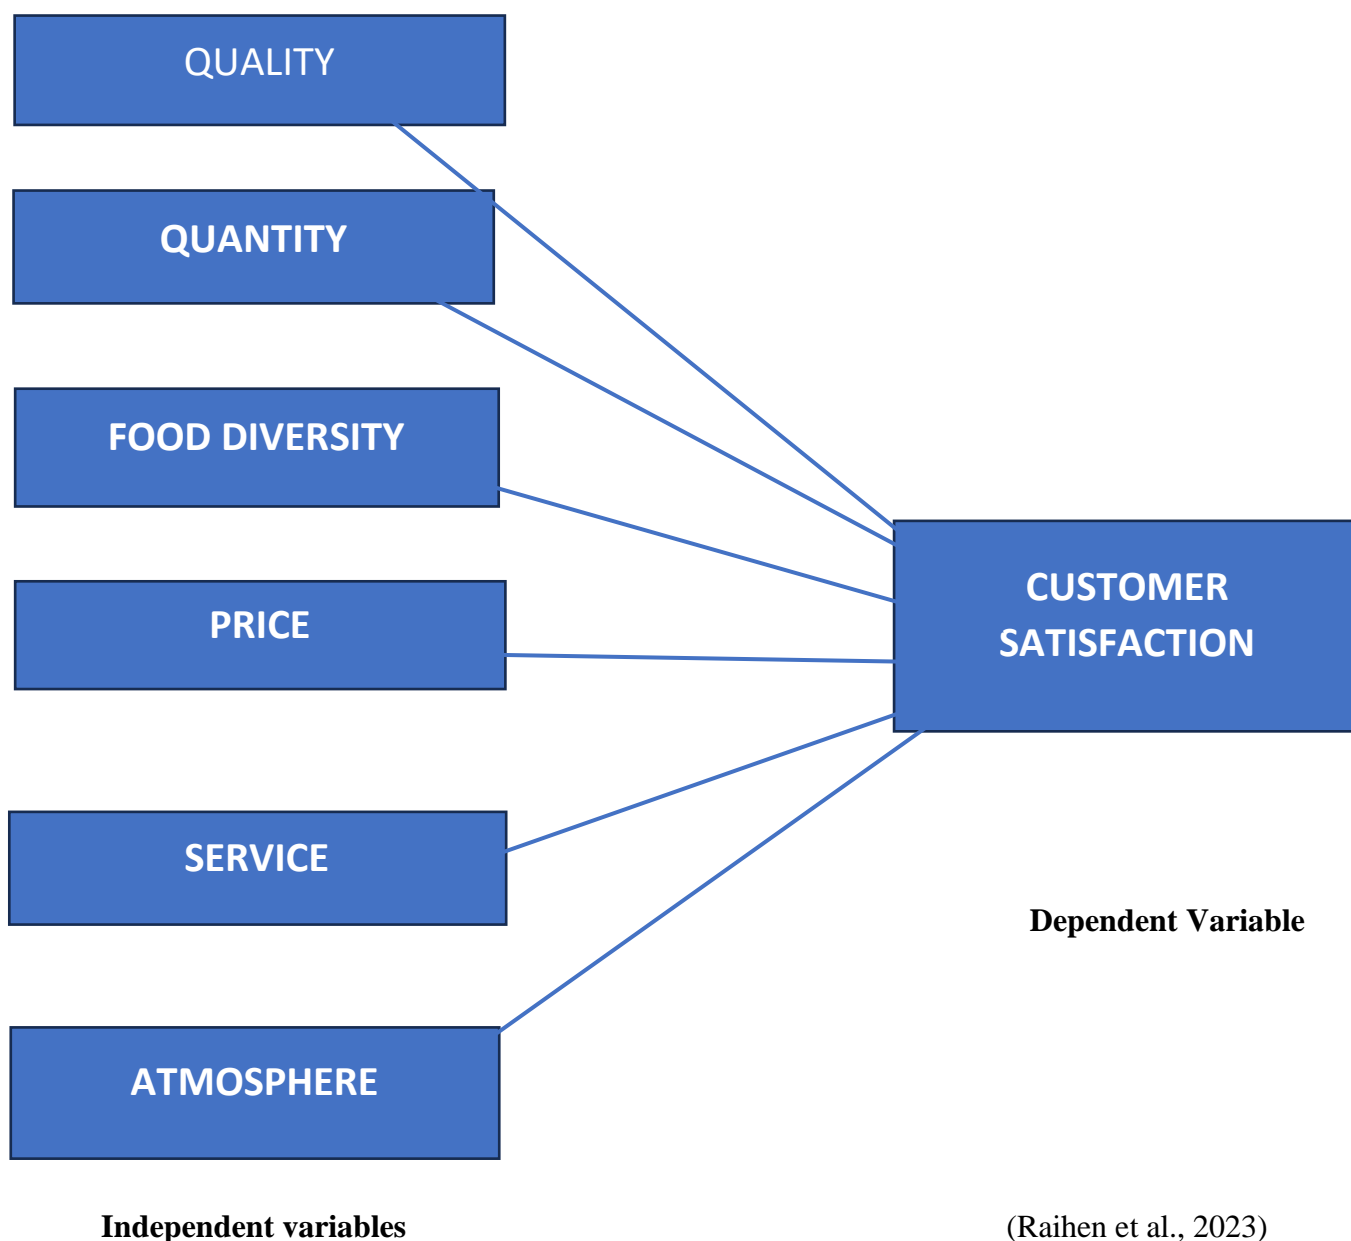 QUALITY
QUANTITY
FOOD DIVERSITY
PRICE
SERVICE
ATMOSPHERE
CUSTOMER
SATISFACTION
Dependent Variable
Independent variables
(Raihen et al., 2023)